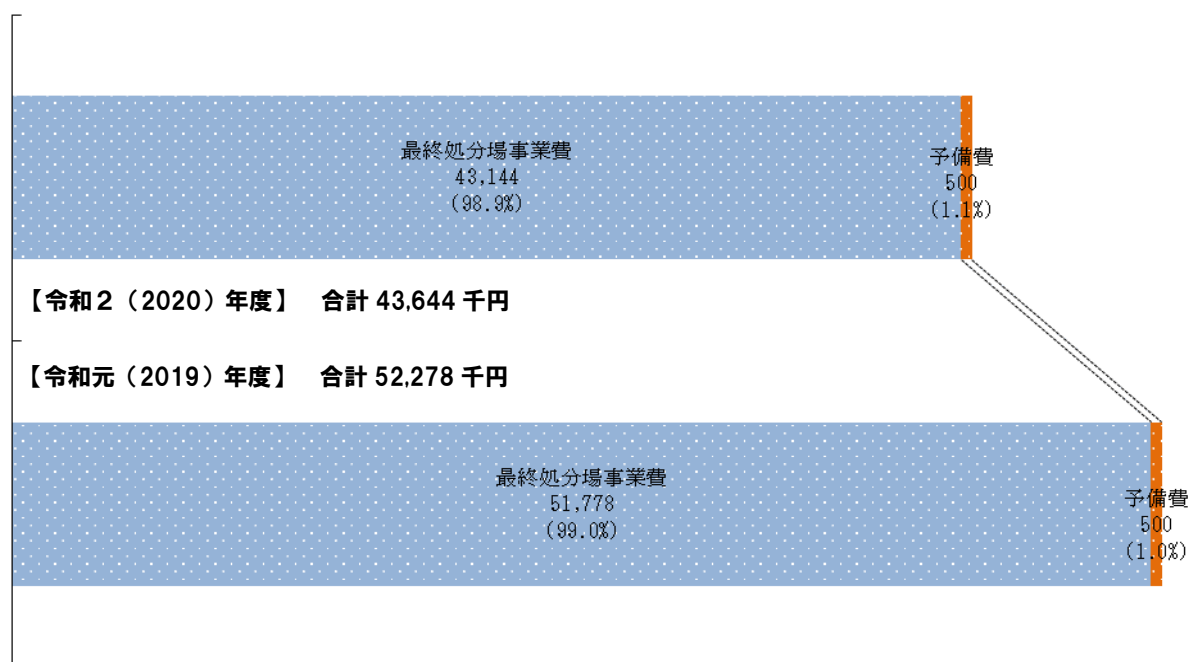 最終処分場事業費
43,144
(98.9%)
予備費
500
(1.1%)
【令和２（2020）年度】　合計 43,644 千円
【令和元（2019）年度】　合計 52,278 千円
最終処分場事業費
51,778
(99.0%)
予備費
500
(1.0%)